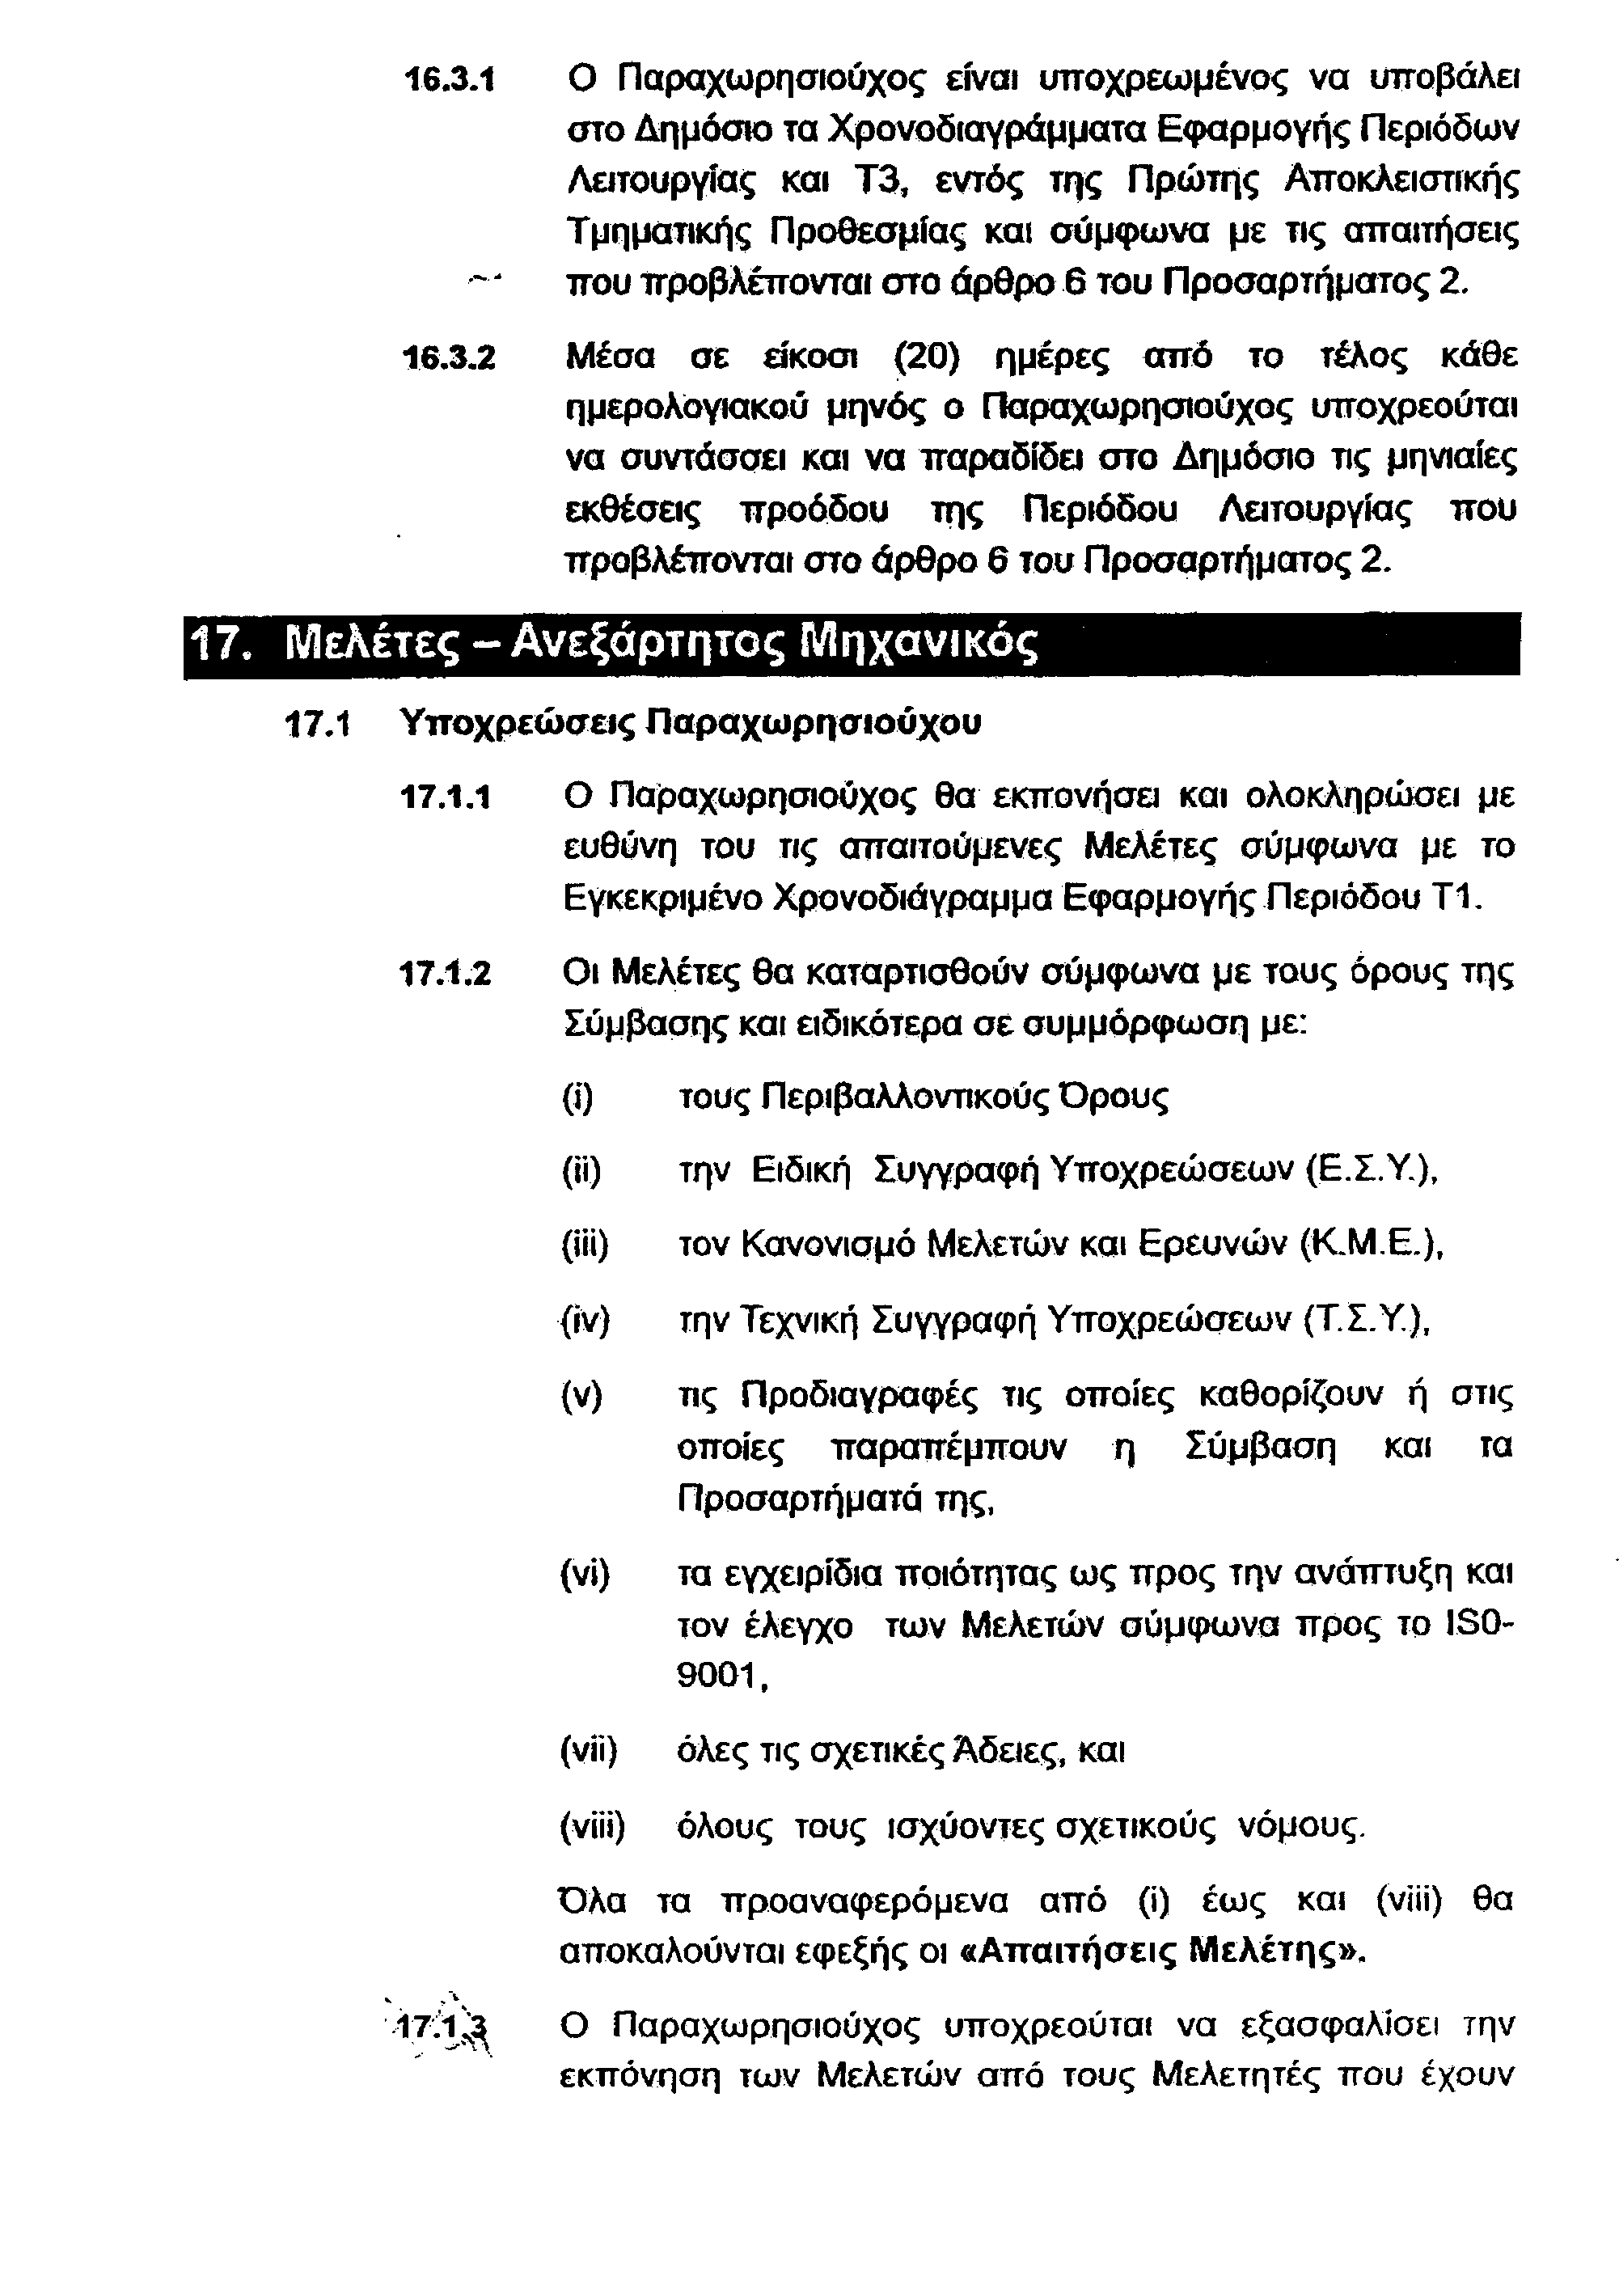 16.3.1 Ο Παραχωρησιούχος είναι υποχρεωμένος να υποβάλει
στο Δημόσιο τα Χρονοδιαγράμματα Εφαρμογής Περιόδων
Λειτουργίας και Τ3, εντός της Πρώτης Αποκλειστικής
Τμηματικής Προθεσμίας και σύμφωνα με τις απαιτήσεις
που προβλέπονται στο άρθρο 6 του Προσαρτήματος 2.
16.3.2 Μέσα σε είκοσι (20) ημέρες από το τέλος κάθε
ημερολογιακού μηνός ο Παραχωρησιούχος υποχρεούται
να συντάσσει και να παραδίδει στο Δημόσιο τις μηνιαίες
εκθέσεις προόδου της Περιόδου Λειτουργίας που
προβλέπονται στο άρθρο 6 του Προσαρτήματος 2.
17. Μελέτες – Ανεξάρτητος Μηχανικός
17.1 Υποχρεώσεις Παραχωρησιούχου
17.1.1 Ο Παραχωρησιούχος θα εκπονήσει και ολοκληρώσει με
ευθύνη του τις απαιτούμενες Μελέτες σύμφωνα με το
Εγκεκριμένο Χρονοδιάγραμμα Εφαρμογής Περιόδου Τ1.
17.1.2 Οι Μελέτες θα καταρτισθούν σύμφωνα με τους όρους της
Σύμβασης και ειδικότερα σε συμμόρφωση με:
(i) τους Περιβαλλοντικούς Όρους
(ii) την Ειδική Συγγραφή Υποχρεώσεων (Ε.Σ.Υ.),
(iii) τον Κανονισμό Μελετών και Ερευνών (Κ.Μ.Ε.),
(iv) την Τεχνική Συγγραφή Υποχρεώσεων (Τ.Σ.Υ.),
(v) τις Προδιαγραφές τις οποίες καθορίζουν ή στις
οποίες παραπέμπουν η Σύμβαση και τα
Προσαρτήματά της,
(vi) τα εγχειρίδια ποιότητας ως προς την ανάπτυξη και
τον έλεγχο των Μελετών σύμφωνα προς το IS0-
9001,
(vii) όλες τις σχετικές Άδειες, και
(viii) όλους τους ισχύοντες σχετικούς νόμους.
Όλα τα προαναφερόμενα από (i) έως και (viii) θα
αποκαλούνται εφεξής οι «Απαιτήσεις Μελέτης».
17.1.3 Ο Παραχωρησιούχος υποχρεούται να εξασφαλίσει την
εκπόνηση των Μελετών από τους Μελετητές που έχουν